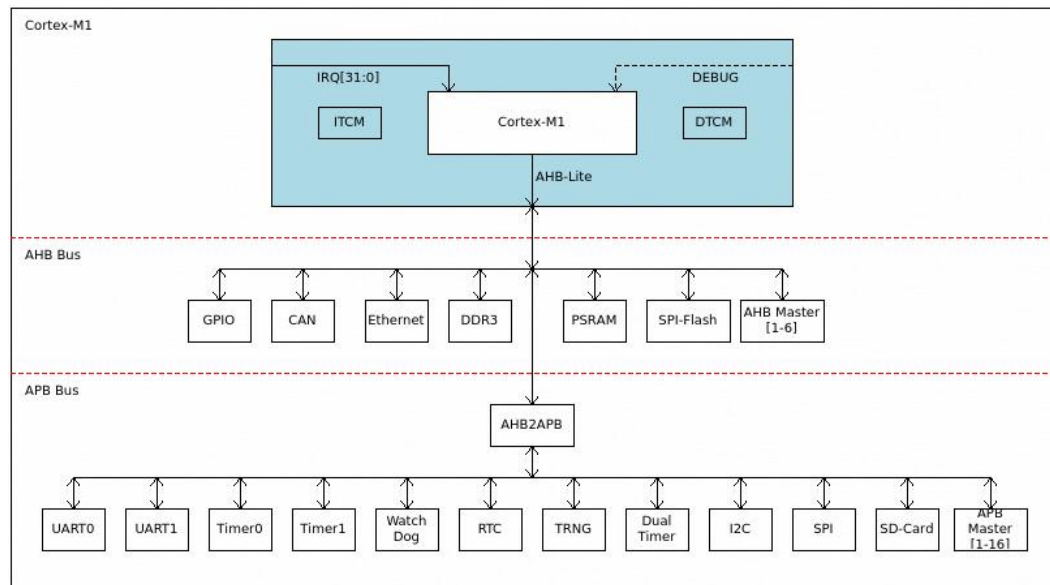 Cortex-M1
IRQ[31:0]
DEBUG
ITCM
Cortex-M1
DTCM
AHB-Lite
AHB Bus
GPIO
CAN
Ethernet
DDR3
PSRAM
SPI-Flash
AHB Master
[1-6]
APB Bus
AHB2APB
UART0
UART1
Timer0
Timer1
Watch
Dog
RTC
TRNG
Dual
Timer
I2C
SPI
SD-Card
APB
Master
[1-16]